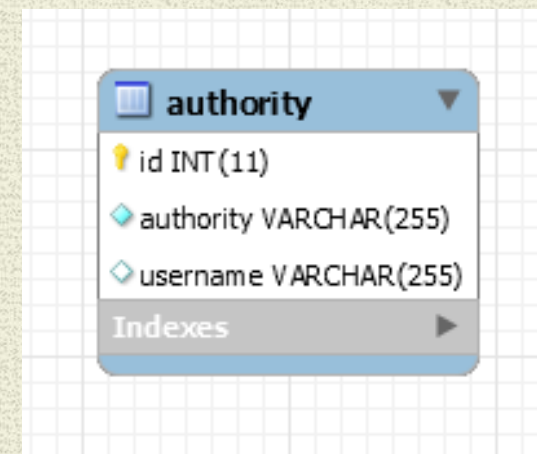 authority
id INT(11)
authority VARCHAR(255)
username VARCHAR(255)
Indexes